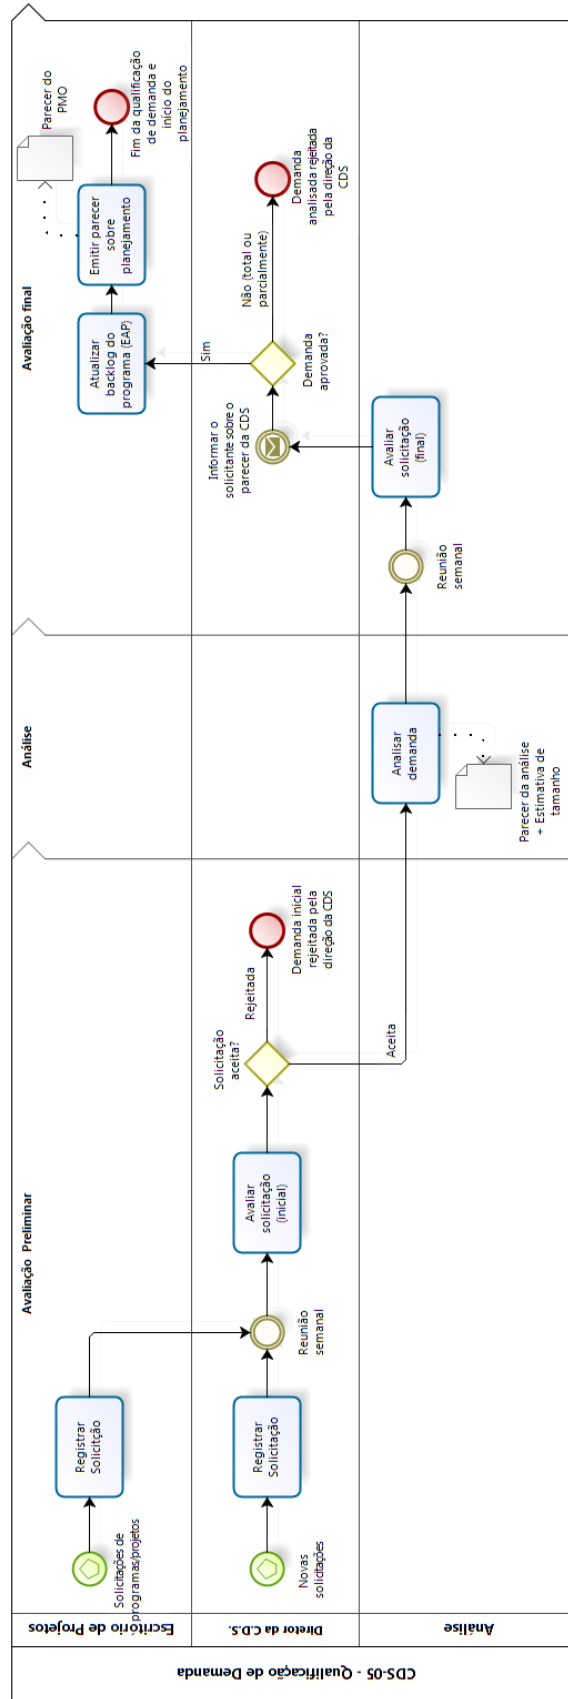 CDS-05 - Qualificação de Demanda
Escritório de Projetos
Diretor da C.D.S.
Análise
Avaliação Preliminar
Análise
Avaliação final
Solicitações de
programas/projetos
Registrar
Solicitção
Novas
solicitações
Registrar
Solicitação
Reunião
semanal
Avaliar
solicitação
(inicial)
Solicitação
aceita?
Rejeitada
Demanda inicial
rejeitada pela
direção da CDS
Aceita
Analisar
demanda
Parecer da análise
+ Estimativa de
tamanho
Reunião
semanal
Avaliar
solicitação
(final)
Informar o
solicitante sobre o
parecer da CDS
Demanda
aprovada?
Não (total ou
parcialmente)
Demanda
analisada rejeitada
pela direção da
CDS
Sim
Atualizar
backlog do
programa (EAP)
Emitir parecer
sobre
planejamento
Parecer do
PMO
Fim da qualificação
de demanda e
início do
planejamento